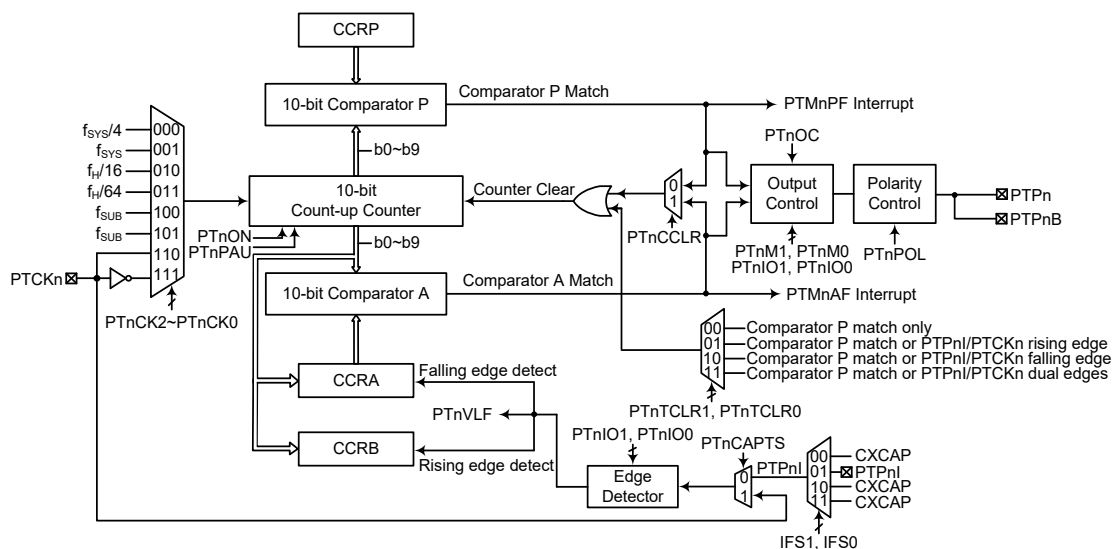 CCRP
10-bit Comparator P
Comparator P Match
PTMnPF Interrupt
b0~b9
fSYS/4
fSYS
fH/16
fH/64
fSUB
fSUB
000
001
010
011
100
101
110
111
PTCKn
PTnCK2~PTnCK0
10-bit
Count-up Counter
PTnON
PTnPAU
b0~b9
Counter Clear
0
1
PTnCCLR
PTnOC
Output
Control
PTnM1, PTnM0
PTnIO1, PTnIO0
Polarity
Control
PTnPOL
PTPn
PTPnB
10-bit Comparator A
Comparator A Match
PTMnAF Interrupt
00
01
10
11
Comparator P match only
Comparator P match or PTPnI/PTCKn rising edge
Comparator P match or PTPnI/PTCKn falling edge
Comparator P match or PTPnI/PTCKn dual edges
PTnTCLR1, PTnTCLR0
CCRA
Falling edge detect
PTnVLF
CCRB
Rising edge detect
PTnIO1, PTnIO0
Edge
Detector
PTnCAPTS
0
1
PTPnI
00
01
10
11
CXCAP
PTPnI
CXCAP
CXCAP
IFS1, IFS0